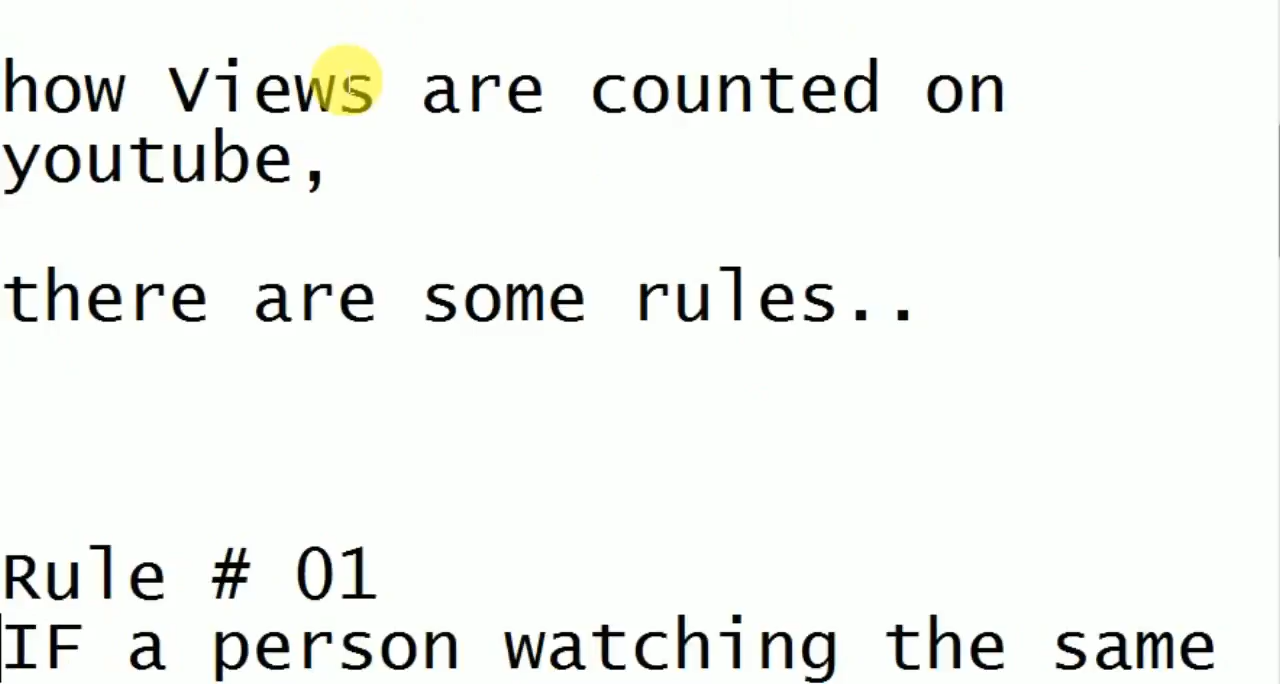 how Views are counted on
youtube,
there are some rules..
Rule # 01
IF a person watching the same